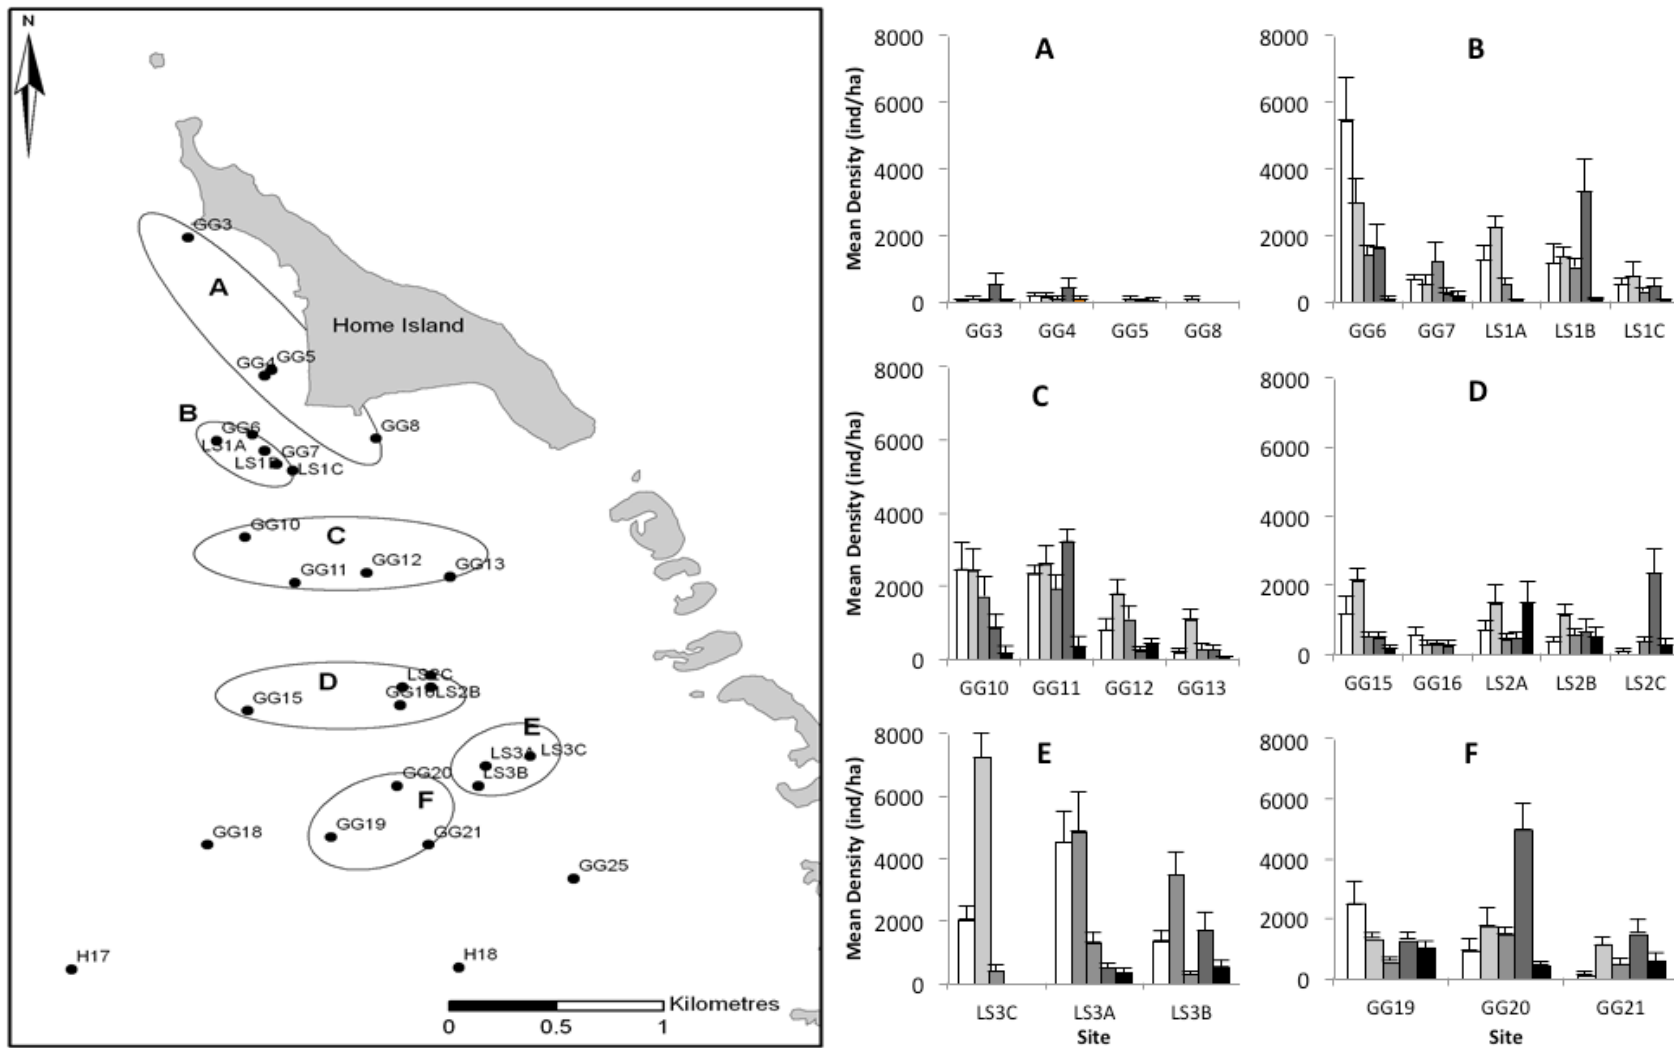 N
GG3
A
Home Island
GG4 GG5
B
GG6
GG8
LS1A
GG7
LS1B LS1C
GG10
C
GG11
GG12
GG13
LS2C
D
GG15
GG16 LS2B
E
LS3A LS3C
LS3B
GG20
F
GG19
GG21
GG18
GG25
H17
H18
Kilometres
0 0.5 1
A
Mean Density (ind/ha)
8000
6000
4000
2000
0
GG3 GG4 GG5 GG8
B
8000
6000
4000
2000
0
GG6 GG7 LS1A LS1B LS1C
C
Mean Density (ind/ha)
8000
6000
4000
2000
0
GG10 GG11 GG12 GG13
D
8000
6000
4000
2000
0
GG15 GG16 LS2A LS2B LS2C
E
Mean Density (ind/ha)
8000
6000
4000
2000
0
LS3C LS3A LS3B
Site
F
8000
6000
4000
2000
0
GG19 GG20 GG21
Site